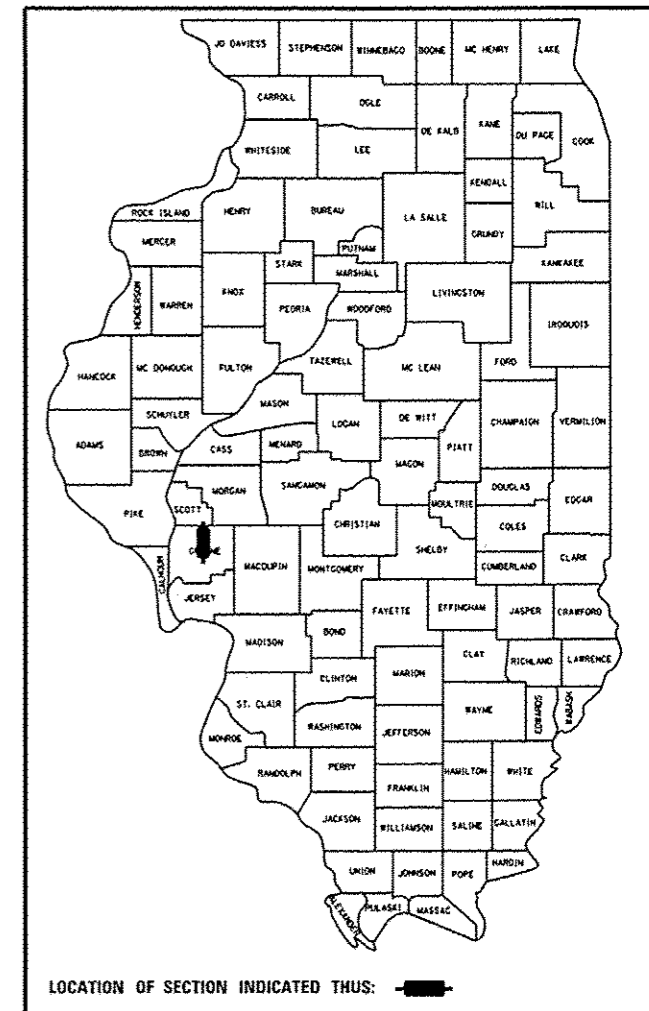 JO DAVIESS STEPHENSON WINNEBAGO BOONE MC HENRY LAKE
CARROLL OGLE DE KALB KANE DU PAGE COOK
WHITESIDE LEE
KENDALL WILL
ROCK ISLAND HENRY BUREAU LA SALLE GRUNDY
MERCER PUTNAM KANKAKEE
STARK MARSHALL
HENDERSON WARREN KNOX PEORIA WOODFORD LIVINGSTON IROQUOIS
HANCOCK MC DONOUGH FULTON TAZEWELL MC LEAN FORD
SCHUYLER MASON LOGAN DE WITT CHAMPAIGN VERMILION
ADAMS BROWN CASS MENARD PIATT
MORGAN SANGAMON MACON DOUGLAS EDGAR
PIKE SCOTT CHRISTIAN MOULTRIE COLES
CALHOUN MACOUPIN MONTGOMERY SHELBY CUMBERLAND CLARK
JERSEY FAYETTE EFFINGHAM JASPER CRAWFORD
MADISON BOND CLAY RICHLAND LAWRENCE
CLINTON MARION
ST. CLAIR WAYNE EDWARDS WABASH
WASHINGTON JEFFERSON
MONROE
RANDOLPH PERRY HAMILTON WHITE
FRANKLIN
JACKSON WILLIAMSON SALINE GALLATIN
UNION JOHNSON POPE HARDIN
ALEXANDER PULASKI MASSAC
LOCATION OF SECTION INDICATED THUS: